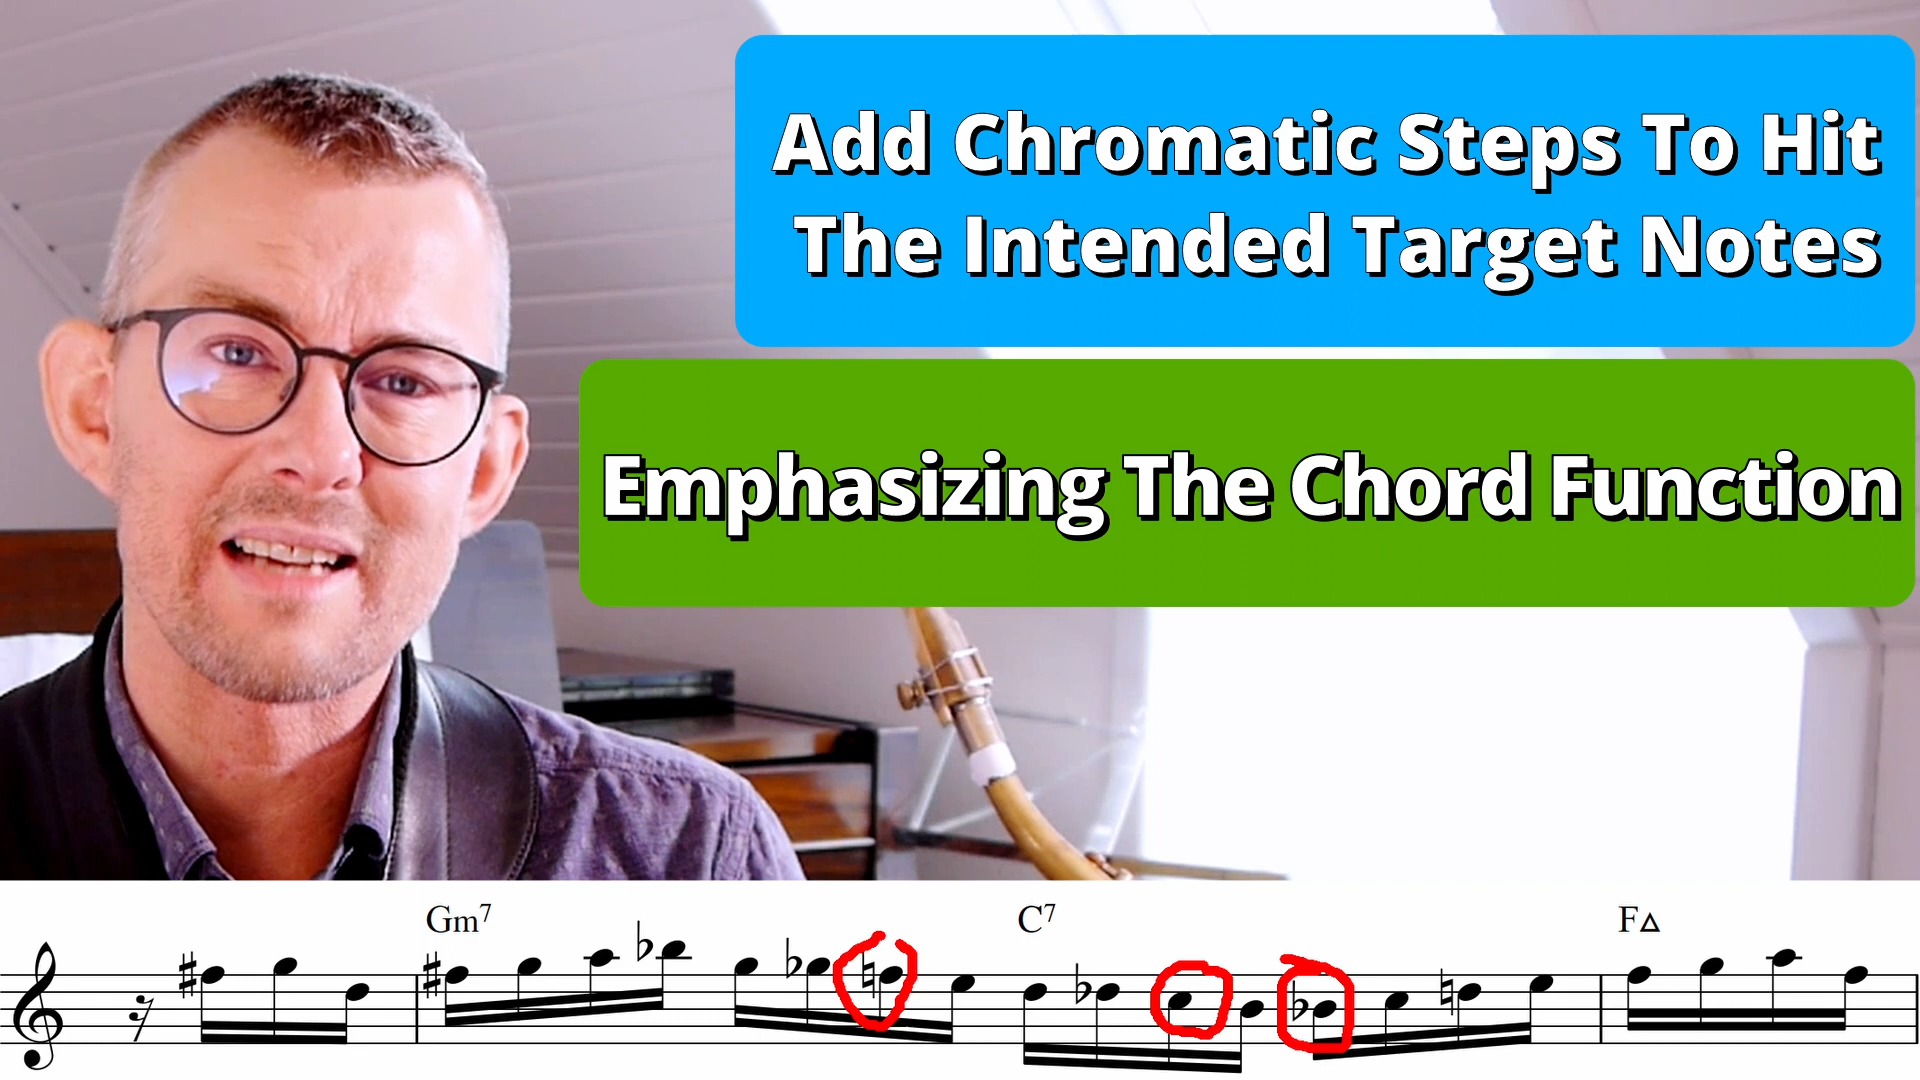 Add Chromatic Steps To Hit
The Intended Target Notes
Emphasizing The Chord Function
Gm7 C7 F△